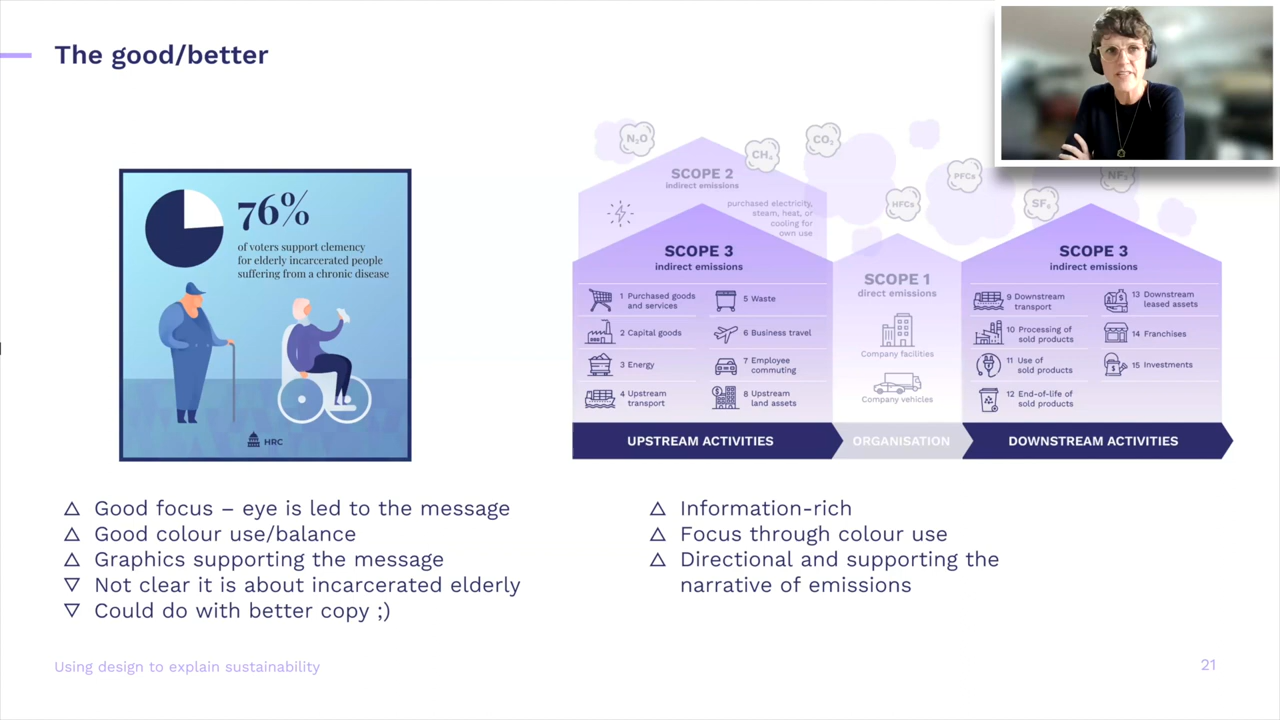 The good/better
76%
of voters support clemency
for elderly incarcerated people
suffering from a chronic disease
HRC
N₂O
CH₄
CO₂
HFCs
PFCs
SF₆
NF₃
SCOPE 2
indirect emissions
purchased electricity,
steam, heat, or
cooling for
own use
SCOPE 3
indirect emissions
1 Purchased goods
and services
2 Capital goods
3 Energy
4 Upstream
transport
5 Waste
6 Business travel
7 Employee
commuting
8 Upstream
land assets
SCOPE 1
direct emissions
Company facilities
Company vehicles
SCOPE 3
indirect emissions
9 Downstream
transport
10 Processing of
sold products
11 Use of
sold products
12 End-of-life of
sold products
13 Downstream
leased assets
14 Franchises
15 Investments
UPSTREAM ACTIVITIES
ORGANISATION
DOWNSTREAM ACTIVITIES
△ Good focus – eye is led to the message
△ Good colour use/balance
△ Graphics supporting the message
▽ Not clear it is about incarcerated elderly
▽ Could do with better copy ;)
△ Information-rich
△ Focus through colour use
△ Directional and supporting the
narrative of emissions
Using design to explain sustainability
21